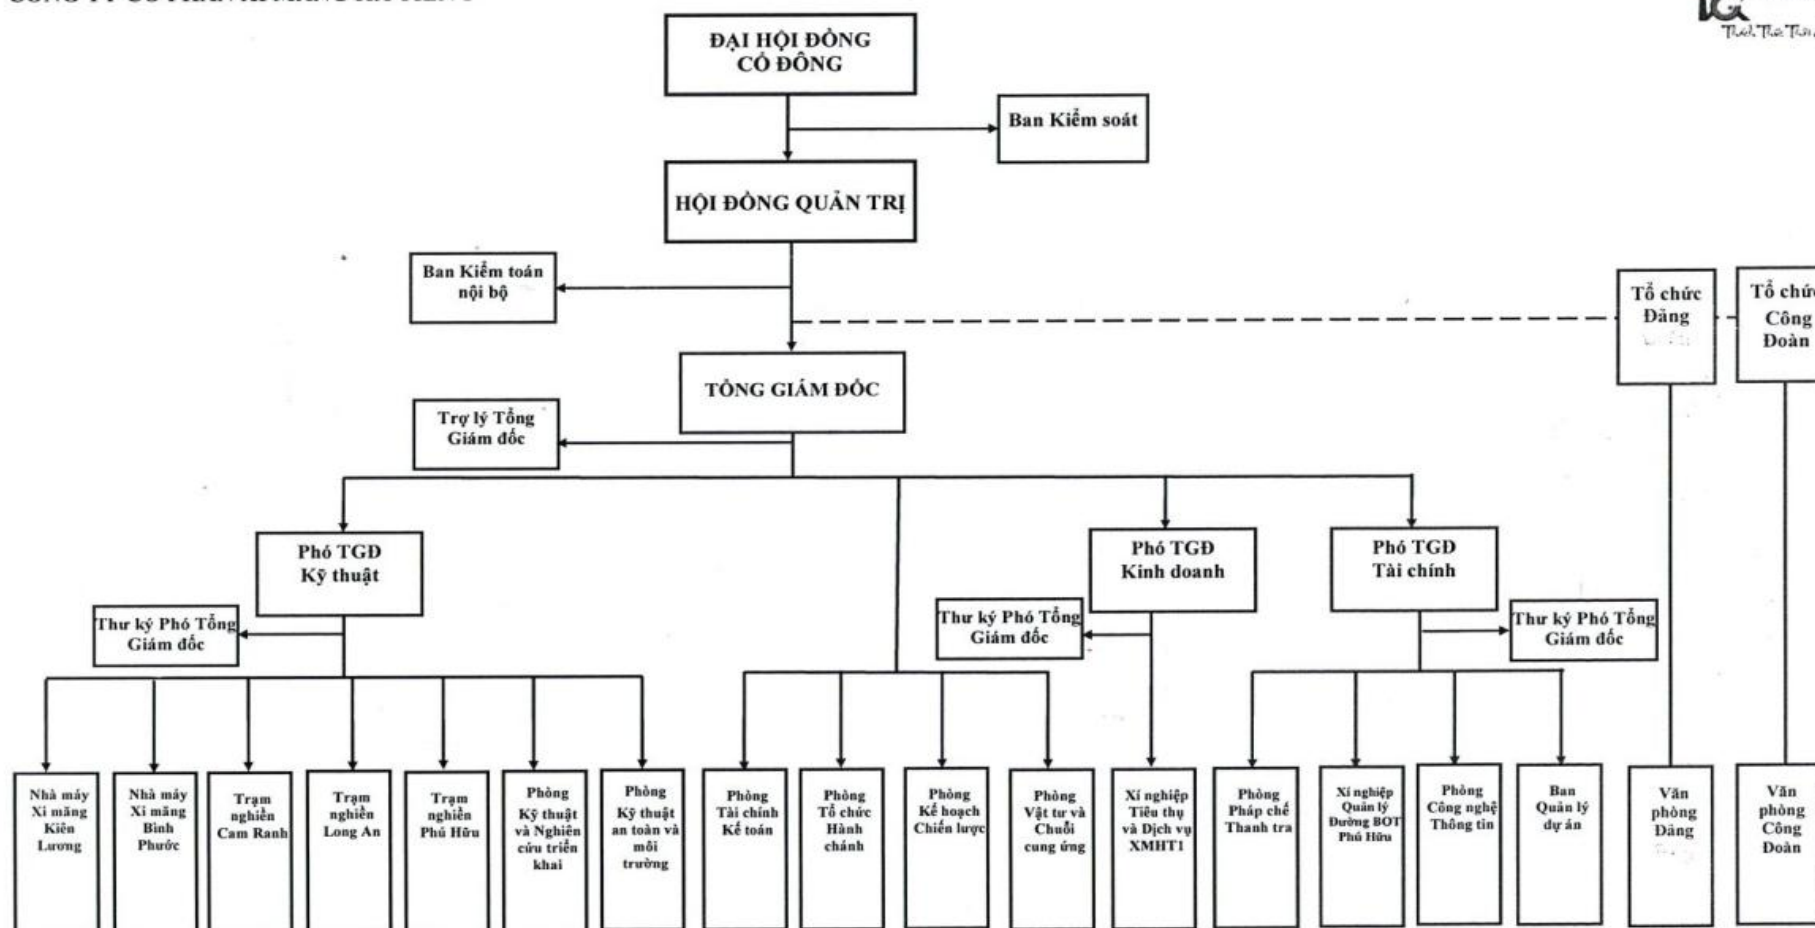 ĐẠI HỘI ĐỒNG
CỔ ĐÔNG
Ban Kiểm soát
HỘI ĐỒNG QUẢN TRỊ
Ban Kiểm toán
nội bộ
Tổ chức
Đảng
Tổ chức
Công
Đoàn
TỔNG GIÁM ĐỐC
Trợ lý Tổng
Giám đốc
Phó TGĐ
Kỹ thuật
Phó TGĐ
Kinh doanh
Phó TGĐ
Tài chính
Thư ký Phó Tổng
Giám đốc
Thư ký Phó Tổng
Giám đốc
Thư ký Phó Tổng
Giám đốc
Nhà máy
Xi măng
Kiên
Lương
Nhà máy
Xi măng
Bình
Phước
Trạm
nghiền
Cam Ranh
Trạm
nghiền
Long An
Trạm
nghiền
Phú Hữu
Phòng
Kỹ thuật
và Nghiên
cứu triển
khai
Phòng
Kỹ thuật
an toàn và
môi
trường
Phòng
Tài chính
Kế toán
Phòng
Tổ chức
Hành
chánh
Phòng
Kế hoạch
Chiến lược
Phòng
Vật tư và
Chuỗi
cung ứng
Xí nghiệp
Tiêu thụ
và Dịch vụ
XMHT1
Phòng
Pháp chế
Thanh tra
Xí nghiệp
Quản lý
Đường BOT
Phú Hữu
Phòng
Công nghệ
Thông tin
Ban
Quản lý
dự án
Văn
phòng
Đảng
Văn
phòng
Công
Đoàn